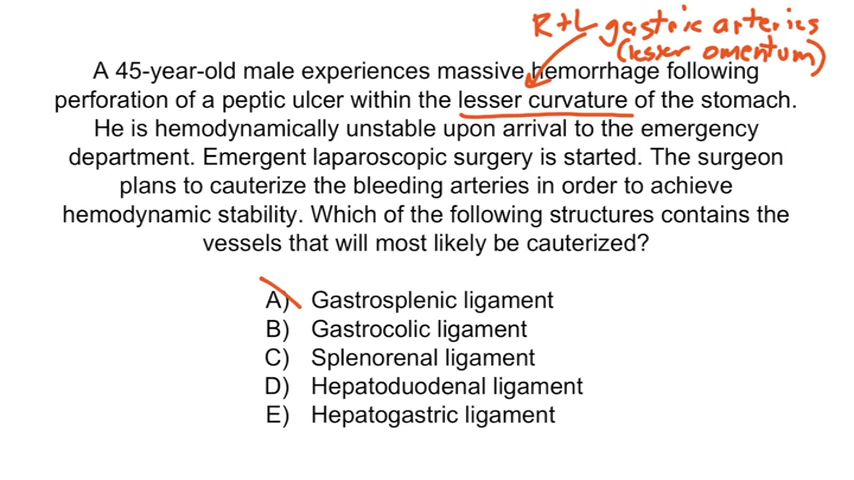 R+L gastric arteries
(lesser omentum)
A 45-year-old male experiences massive hemorrhage following
perforation of a peptic ulcer within the lesser curvature of the stomach.
He is hemodynamically unstable upon arrival to the emergency
department. Emergent laparoscopic surgery is started. The surgeon
plans to cauterize the bleeding arteries in order to achieve
hemodynamic stability. Which of the following structures contains the
vessels that will most likely be cauterized?
A) Gastrosplenic ligament
B) Gastrocolic ligament
C) Splenorenal ligament
D) Hepatoduodenal ligament
E) Hepatogastric ligament